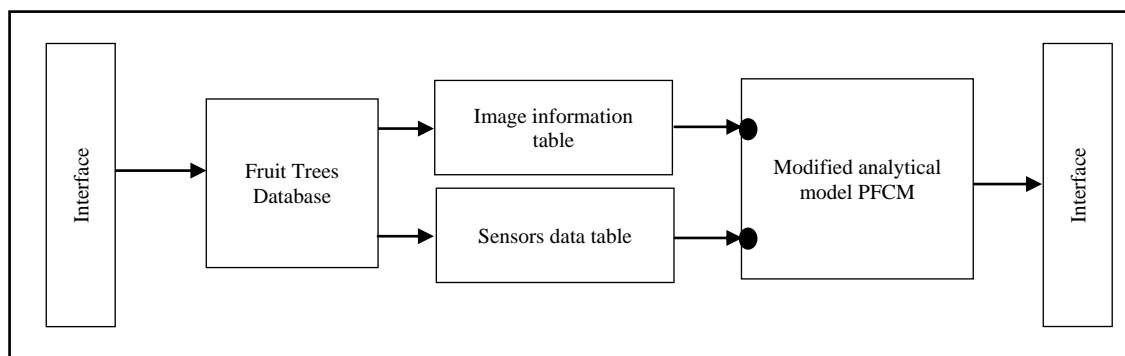 Interface
Fruit Trees
Database
Image information
table
Sensors data table
Modified analytical
model PFCM
Interface